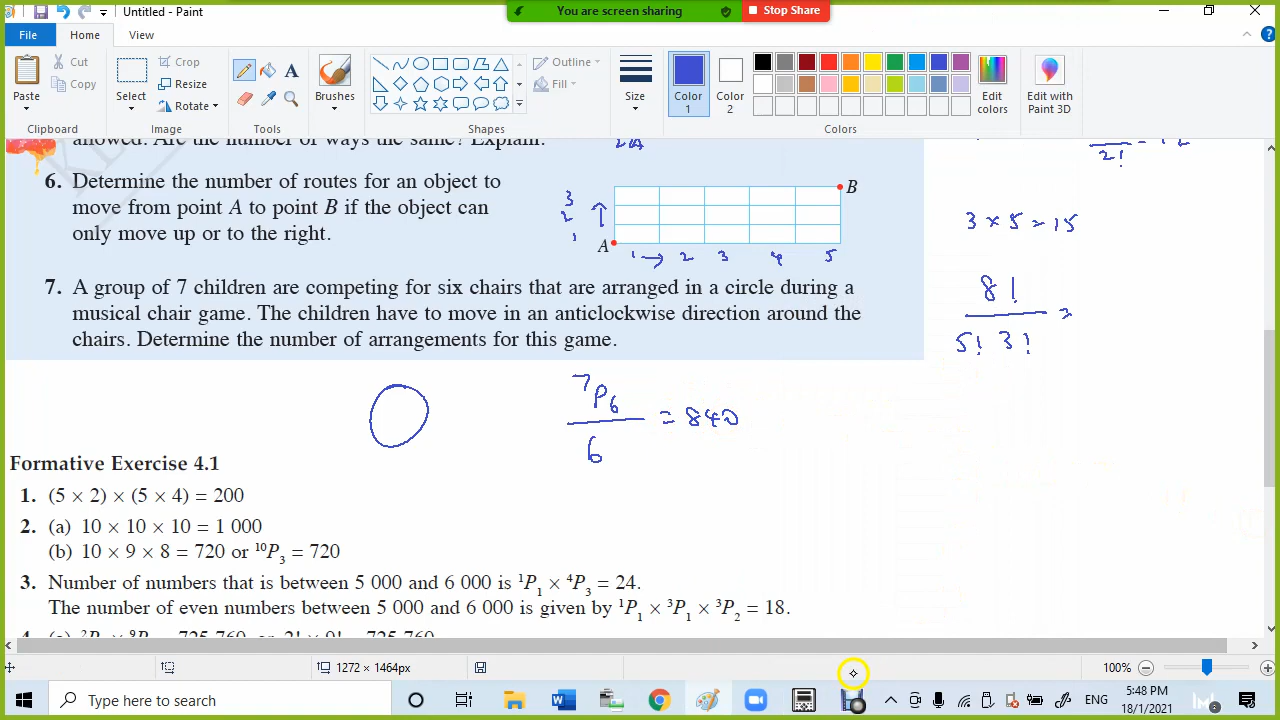 Untitled - Paint
You are screen sharing
Stop Share
File
Home
View
Paste
Cut
Copy
Clipboard
Select
Crop
Resize
Rotate
Image
A
Tools
Brushes
Shapes
Outline
Fill
Size
Color 1
Color 2
Edit colors
Edit with Paint 3D
Colors
allowed. Are the number of ways the same? Explain.
2!
6. Determine the number of routes for an object to
move from point A to point B if the object can
only move up or to the right.
3
2
1
A
B
1 → 2 3 4 5
3 × 5 = 15
8!
5! 3!
=
7. A group of 7 children are competing for six chairs that are arranged in a circle during a
musical chair game. The children have to move in an anticlockwise direction around the
chairs. Determine the number of arrangements for this game.
⁷P₆
6
= 840
Formative Exercise 4.1
1. (5 × 2) × (5 × 4) = 200
2. (a) 10 × 10 × 10 = 1 000
(b) 10 × 9 × 8 = 720 or ¹⁰P₃ = 720
3. Number of numbers that is between 5 000 and 6 000 is ¹P₁ × ⁴P₃ = 24.
The number of even numbers between 5 000 and 6 000 is given by ¹P₁ × ³P₁ × ³P₂ = 18.
1272 × 1464px
100%
Type here to search
ENG
5:48 PM
18/1/2021